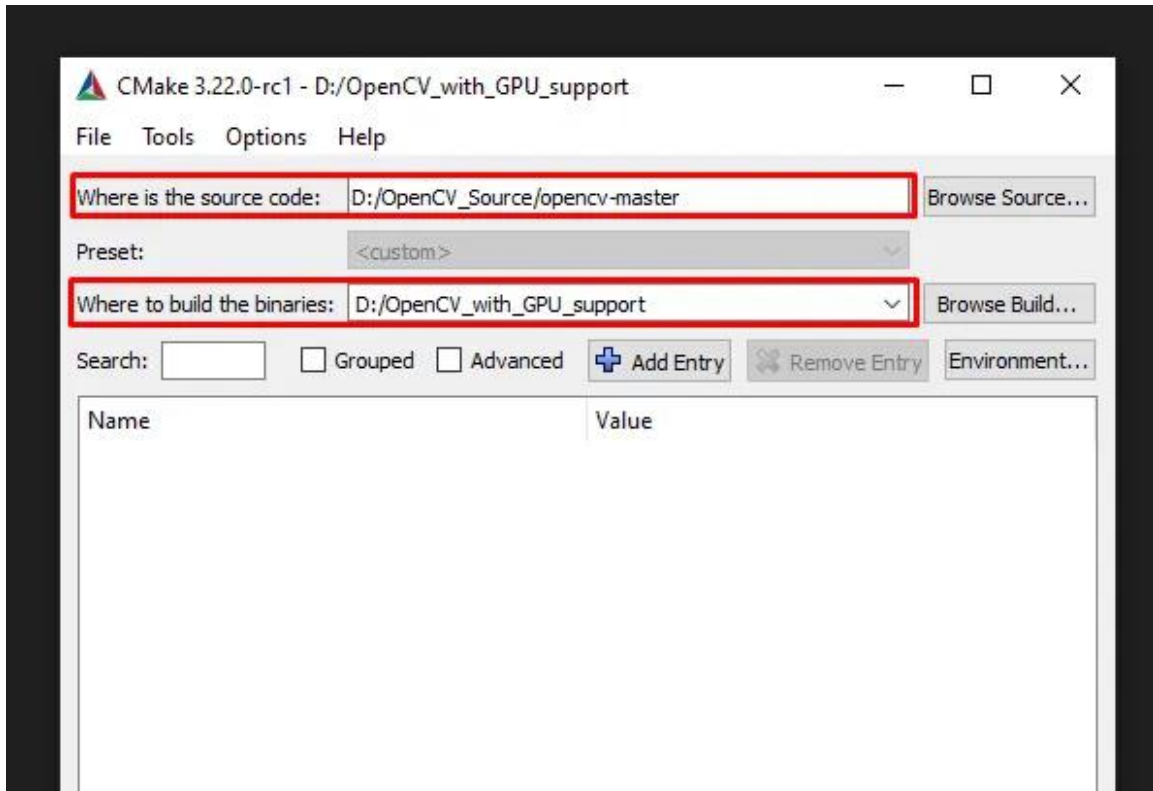 CMake 3.22.0-rc1 - D:/OpenCV_with_GPU_support
File Tools Options Help
Where is the source code: D:/OpenCV_Source/opencv-master Browse Source...
Preset: <custom>
Where to build the binaries: D:/OpenCV_with_GPU_support Browse Build...
Search: Grouped Advanced Add Entry Remove Entry Environment...
Name Value